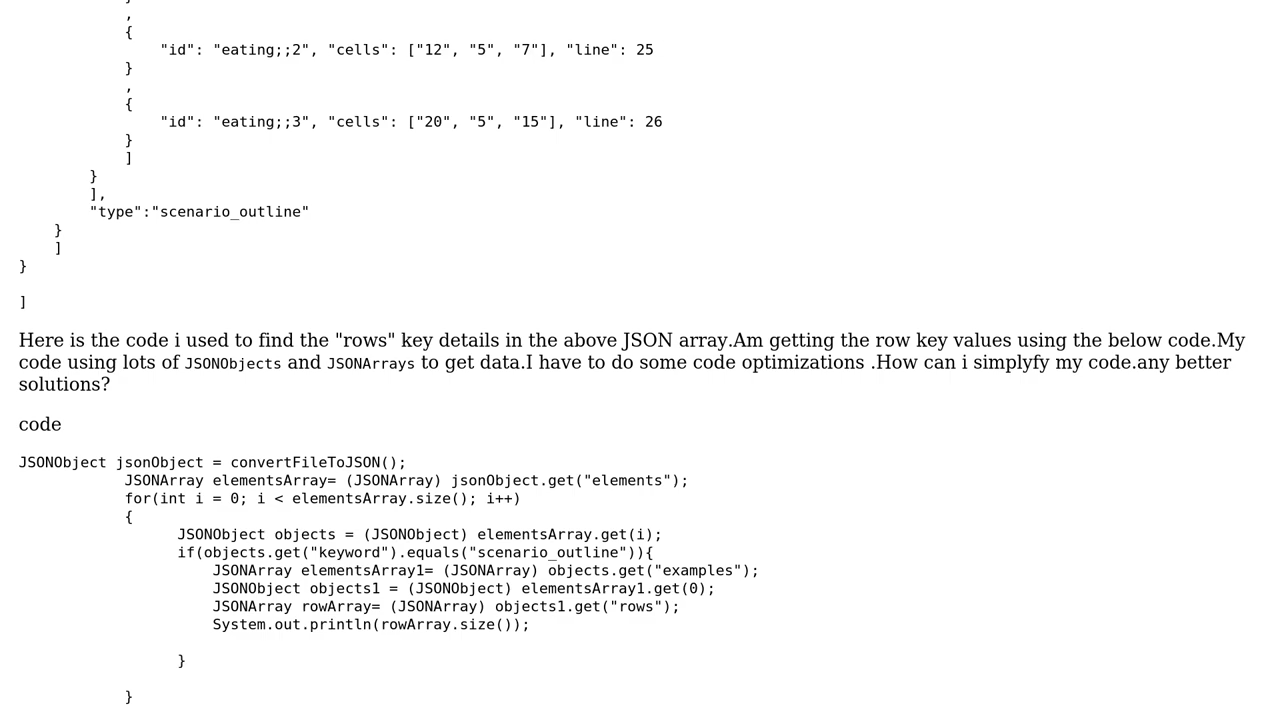 }
,
{
"id": "eating;;2", "cells": ["12", "5", "7"], "line": 25
}
,
{
"id": "eating;;3", "cells": ["20", "5", "15"], "line": 26
}
]
}
],
"type":"scenario_outline"
}
]
}
]
Here is the code i used to find the "rows" key details in the above JSON array.Am getting the row key values using the below code.My
code using lots of JSONObjects and JSONArrays to get data.I have to do some code optimizations .How can i simplyfy my code.any better
solutions?
code
JSONObject jsonObject = convertFileToJSON();
JSONArray elementsArray= (JSONArray) jsonObject.get("elements");
for(int i = 0; i < elementsArray.size(); i++)
{
JSONObject objects = (JSONObject) elementsArray.get(i);
if(objects.get("keyword").equals("scenario_outline")){
JSONArray elementsArray1= (JSONArray) objects.get("examples");
JSONObject objects1 = (JSONObject) elementsArray1.get(0);
JSONArray rowArray= (JSONArray) objects1.get("rows");
System.out.println(rowArray.size());
}
}